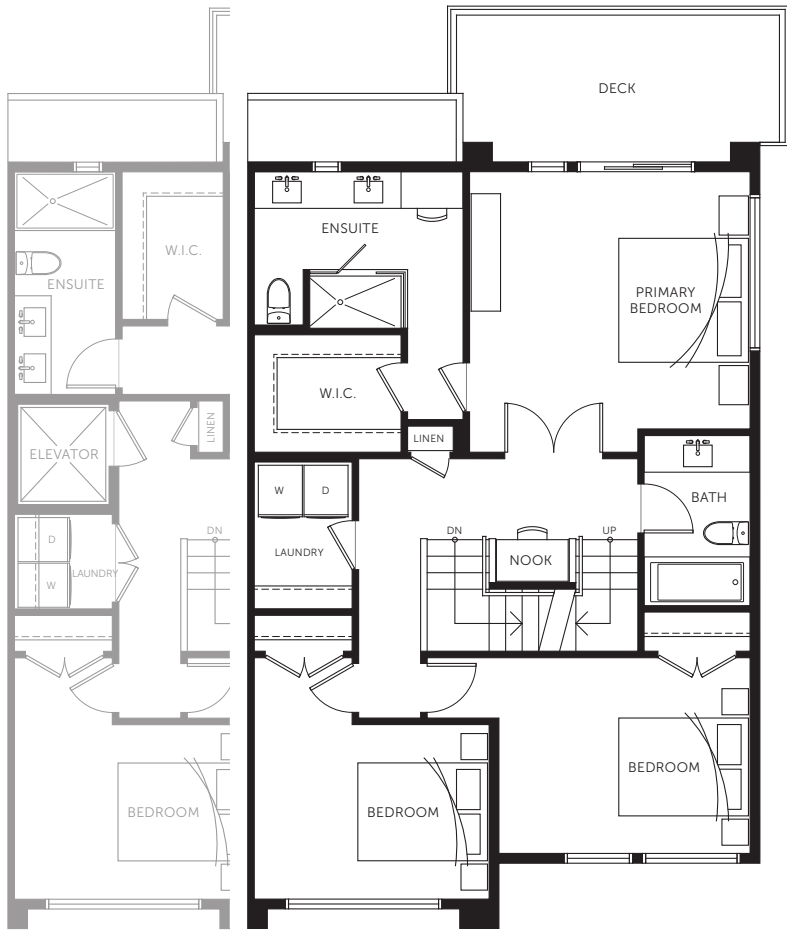 DECK
ENSUITE
PRIMARY
BEDROOM
W.I.C.
LINEN
W
D
LAUNDRY
DN
NOOK
UP
BATH
BEDROOM
BEDROOM
W.I.C.
ENSUITE
LINEN
ELEVATOR
DN
D
W
LAUNDRY
BEDROOM